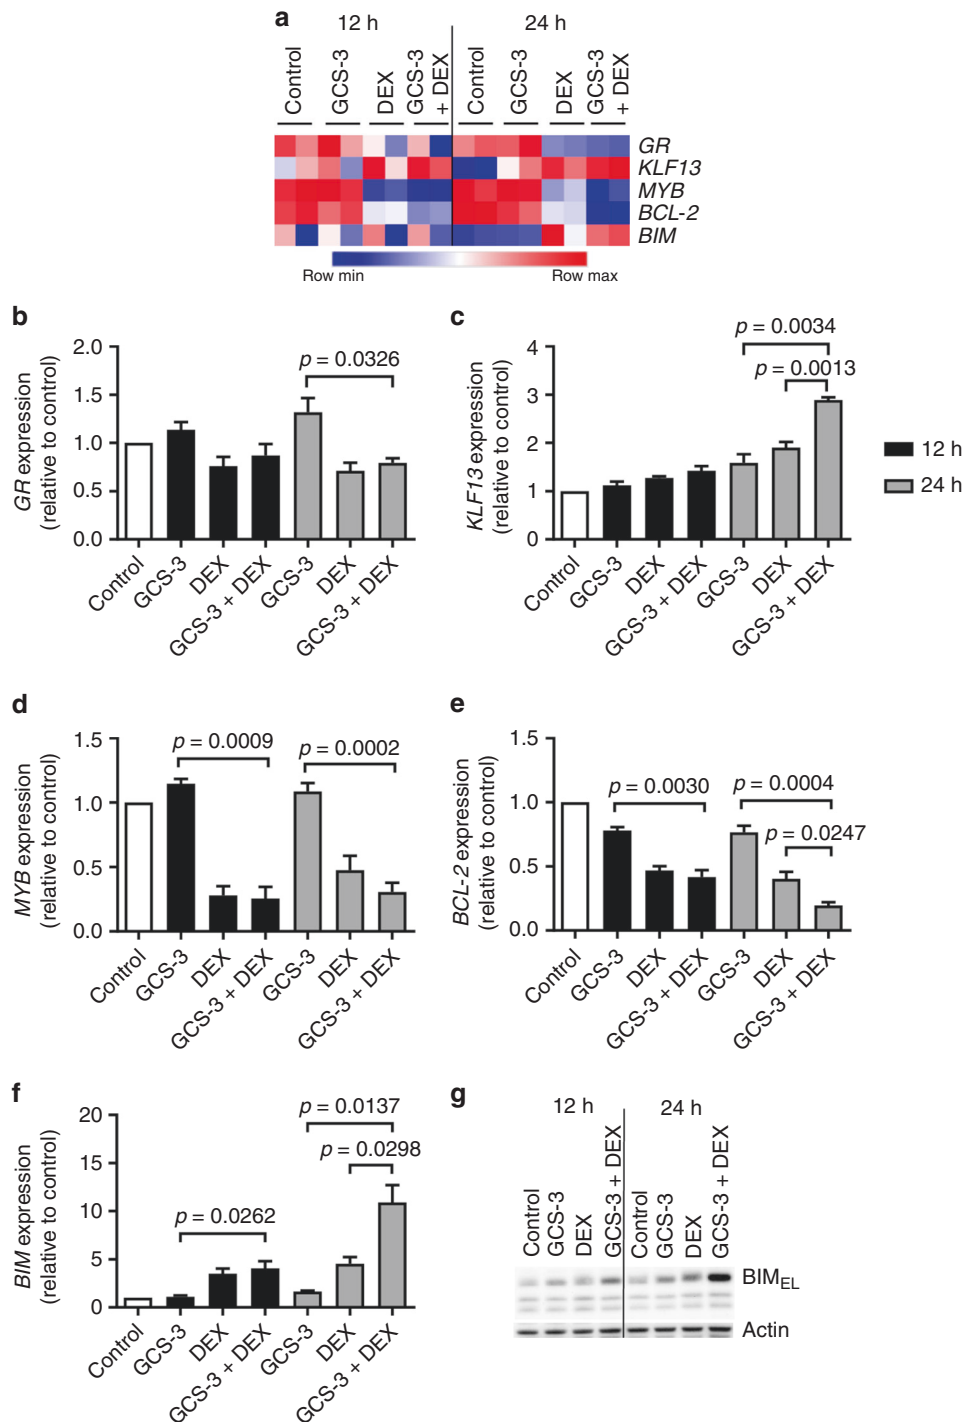 a
12 h
24 h
Control
GCS-3
DEX
GCS-3
+ DEX
Control
GCS-3
DEX
GCS-3
+ DEX
GR
KLF13
MYB
BCL-2
BIM
Row min
Row max
b
GR expression
(relative to control)
2.0
1.5
1.0
0.5
0.0
p = 0.0326
Control
GCS-3
DEX
GCS-3 + DEX
GCS-3
DEX
GCS-3 + DEX
c
KLF13 expression
(relative to control)
4
3
2
1
0
p = 0.0034
p = 0.0013
Control
GCS-3
DEX
GCS-3 + DEX
GCS-3
DEX
GCS-3 + DEX
12 h
24 h
d
MYB expression
(relative to control)
1.5
1.0
0.5
0.0
p = 0.0009
p = 0.0002
Control
GCS-3
DEX
GCS-3 + DEX
GCS-3
DEX
GCS-3 + DEX
e
BCL-2 expression
(relative to control)
1.5
1.0
0.5
0.0
p = 0.0030
p = 0.0004
p = 0.0247
Control
GCS-3
DEX
GCS-3 + DEX
GCS-3
DEX
GCS-3 + DEX
f
BIM expression
(relative to control)
20
15
10
5
0
p = 0.0137
p = 0.0298
p = 0.0262
Control
GCS-3
DEX
GCS-3 + DEX
GCS-3
DEX
GCS-3 + DEX
g
12 h
24 h
Control
GCS-3
DEX
GCS-3 + DEX
Control
GCS-3
DEX
GCS-3 + DEX
BIM_EL
Actin